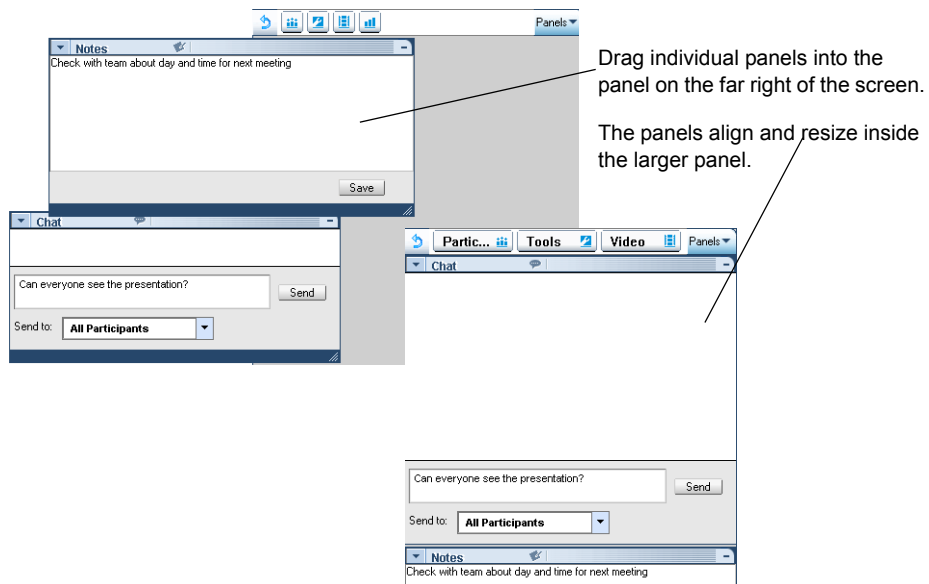 Panels
Notes
Check with team about day and time for next meeting
Save
Drag individual panels into the
panel on the far right of the screen.
The panels align and resize inside
the larger panel.
Chat
Can everyone see the presentation?
Send
Send to: All Participants
Partic... Tools Video Panels
Chat
Can everyone see the presentation?
Send
Send to: All Participants
Notes
Check with team about day and time for next meeting